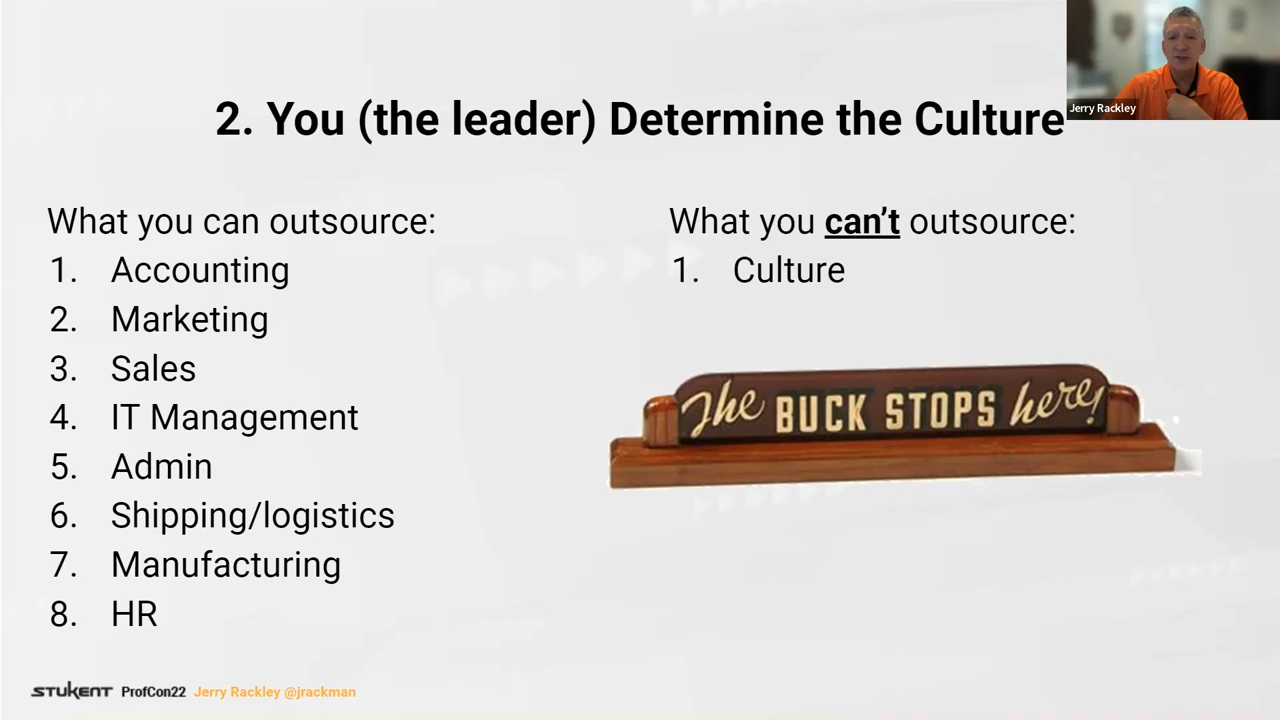 Jerry Rackley
2. You (the leader) Determine the Culture
What you can outsource:
1. Accounting
2. Marketing
3. Sales
4. IT Management
5. Admin
6. Shipping/logistics
7. Manufacturing
8. HR
What you can’t outsource:
1. Culture
The BUCK STOPS here!
STUKENT ProfCon22 Jerry Rackley @jrackman